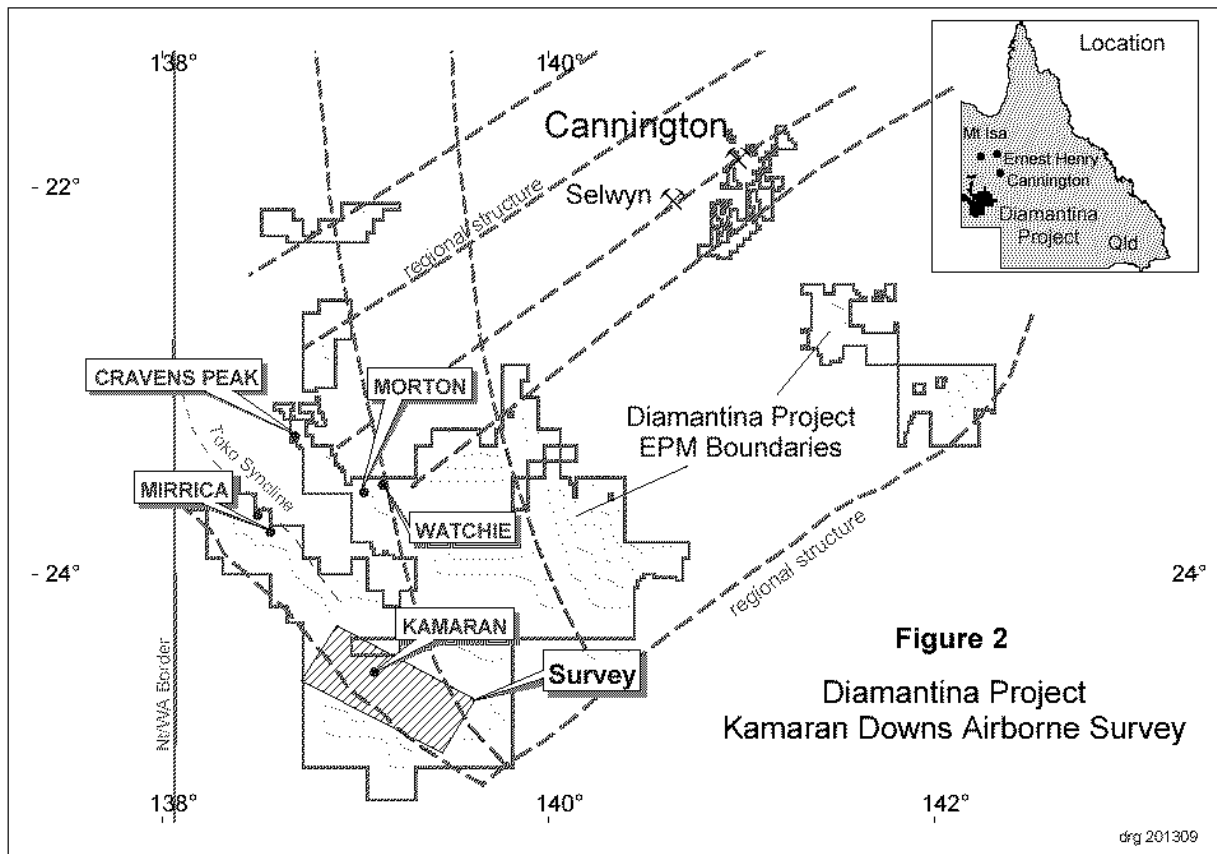 138°
140°
Location
Cannington
Mt Isa
Ernest Henry
Cannington
- 22°
Selwyn
Diamantina
Project
Qld
regional structure
CRAVENS PEAK
MORTON
Diamantina Project
EPM Boundaries
Toko Syncline
MIRRICA
WATCHIE
- 24°
24°
regional structure
KAMARAN
Survey
Figure 2
Diamantina Project
Kamaran Downs Airborne Survey
Nt/WA Border
138°
140°
142°
drg 201309